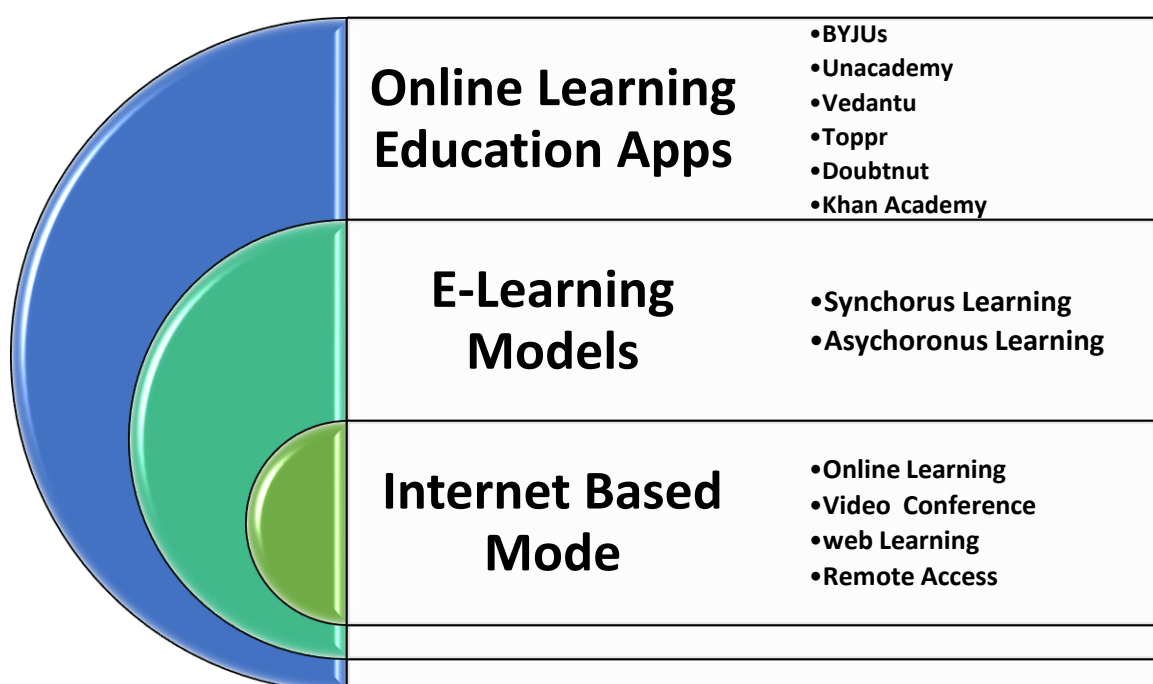 Online Learning
Education Apps
•BYJUs
•Unacademy
•Vedantu
•Toppr
•Doubtnut
•Khan Academy
E-Learning
Models
•Synchorus Learning
•Asychoronus Learning
Internet Based
Mode
•Online Learning
•Video  Conference
•web Learning
•Remote Access